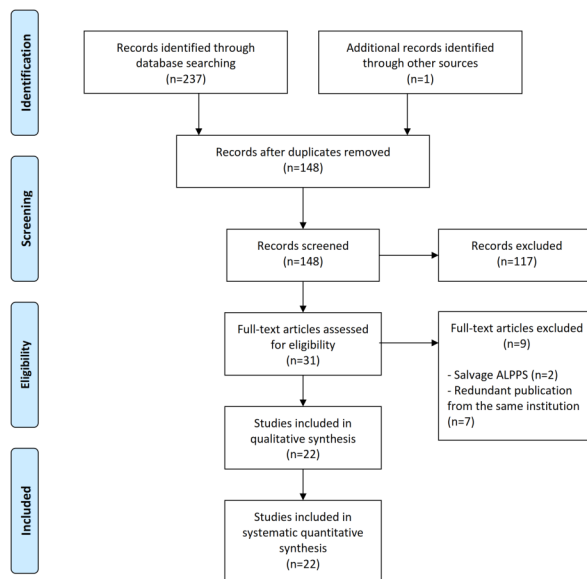 Identification
Records identified through
database searching
(n=237)
Additional records identified
through other sources
(n=1)
Records after duplicates removed
(n=148)
Screening
Records screened
(n=148)
Records excluded
(n=117)
Eligibility
Full-text articles assessed
for eligibility
(n=31)
Full-text articles excluded
(n=9)
- Salvage ALPPS (n=2)
- Redundant publication
from the same institution
(n=7)
Studies included in
qualitative synthesis
(n=22)
Included
Studies included in
systematic quantitative
synthesis
(n=22)